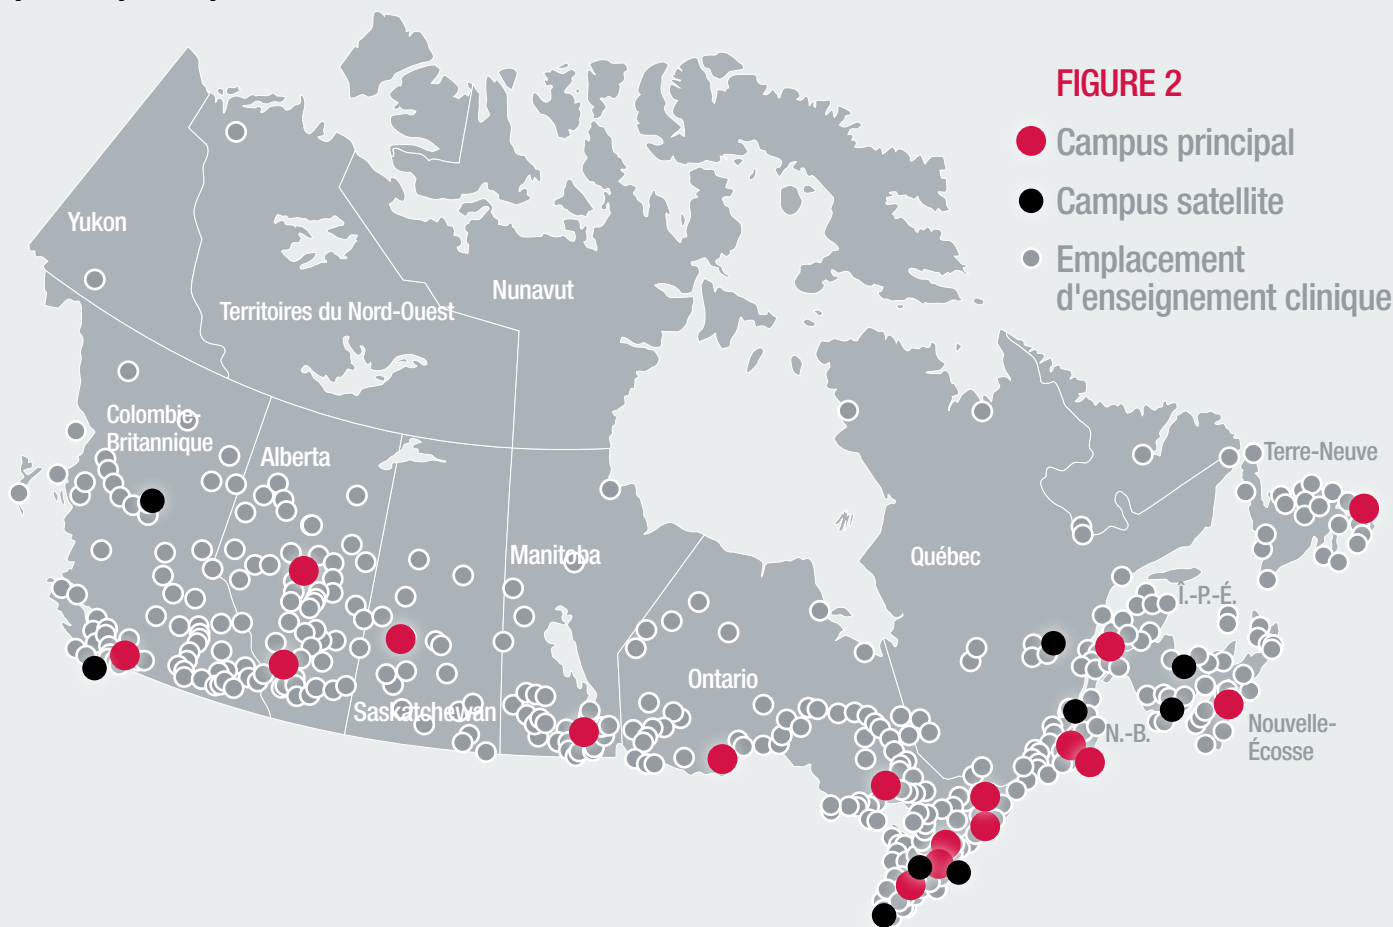 FIGURE 2
Campus principal
Campus satellite
Emplacement
d'enseignement clinique
Yukon
Territoires du Nord-Ouest
Nunavut
Colombie-
Britannique
Alberta
Saskatchewan
Manitoba
Ontario
Québec
Terre-Neuve
Î.-P.-É.
N.-B.
Nouvelle-
Écosse